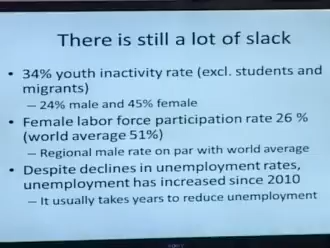 There is still a lot of slack
• 34% youth inactivity rate (excl. students and
migrants)
– 24% male and 45% female
• Female labor force participation rate 26 %
(world average 51%)
– Regional male rate on par with world average
• Despite declines in unemployment rates,
unemployment has increased since 2010
– It usually takes years to reduce unemployment